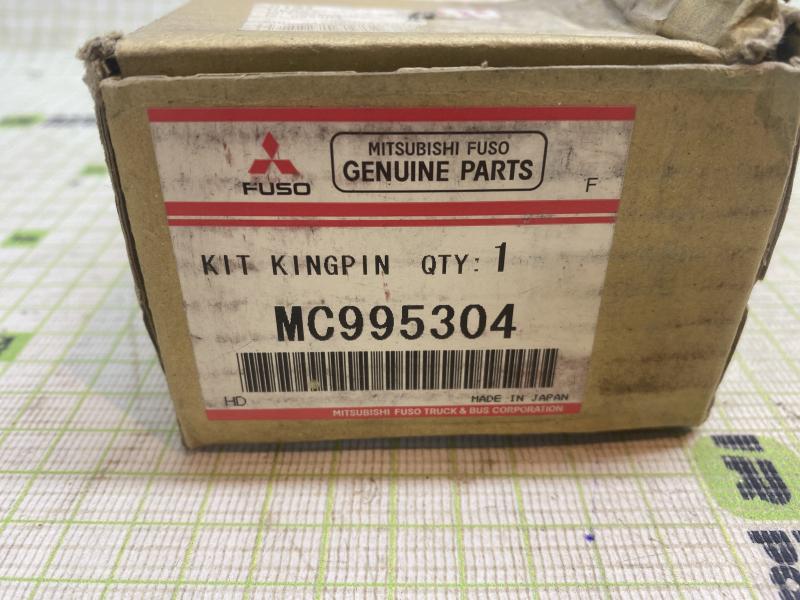 MITSUBISHI FUSO
GENUINE PARTS
FUSO
F
KIT KINGPIN QTY: 1
MC995304
HD
MADE IN JAPAN
MITSUBISHI FUSO TRUCK & BUS CORPORATION